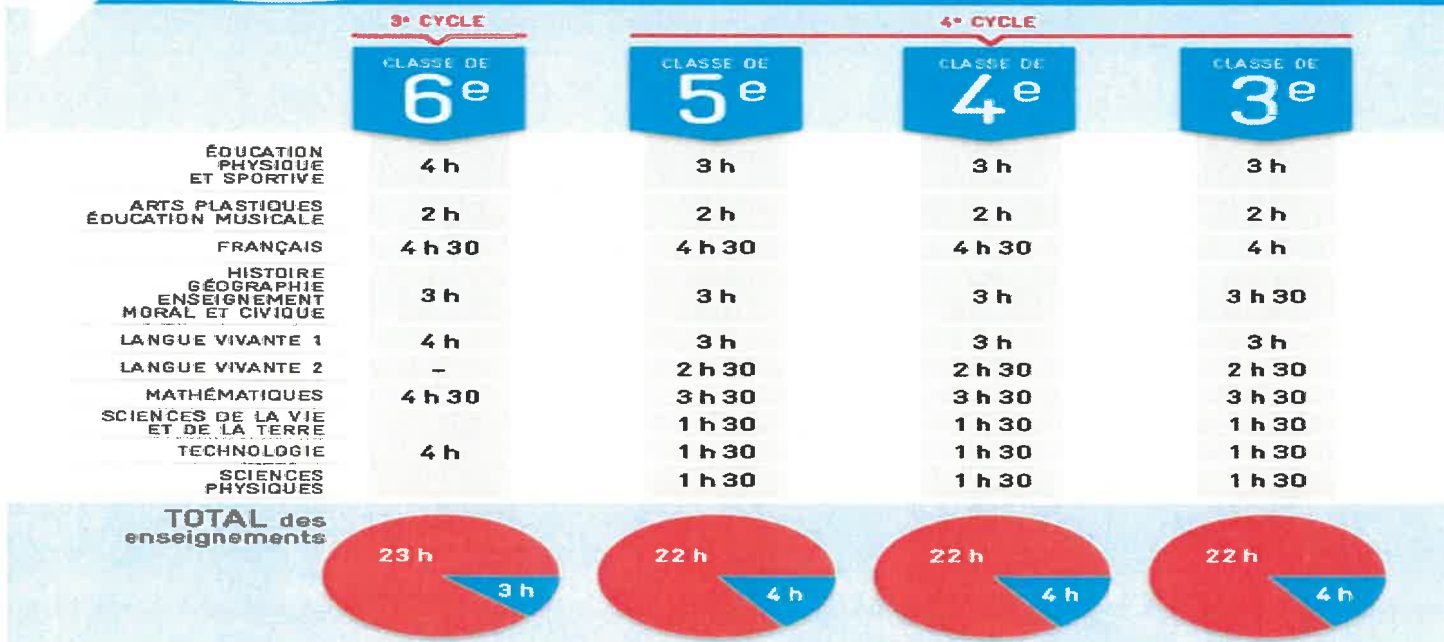 3e CYCLE 4e CYCLE
CLASSE DE CLASSE DE CLASSE DE CLASSE DE
6e 5e 4e 3e
ÉDUCATION
PHYSIQUE
ET SPORTIVE
4 h 3 h 3 h 3 h
ARTS PLASTIQUES
ÉDUCATION MUSICALE
2 h 2 h 2 h 2 h
FRANÇAIS 4 h 30 4 h 30 4 h 30 4 h
HISTOIRE
GÉOGRAPHIE
ENSEIGNEMENT
MORAL ET CIVIQUE
3 h 3 h 3 h 3 h 30
LANGUE VIVANTE 1 4 h 3 h 3 h 3 h
LANGUE VIVANTE 2 – 2 h 30 2 h 30 2 h 30
MATHÉMATIQUES 4 h 30 3 h 30 3 h 30 3 h 30
SCIENCES DE LA VIE
ET DE LA TERRE
1 h 30 1 h 30 1 h 30
TECHNOLOGIE 4 h 1 h 30 1 h 30 1 h 30
SCIENCES
PHYSIQUES
1 h 30 1 h 30 1 h 30
TOTAL des
enseignements
23 h 22 h 22 h 22 h
3 h 4 h 4 h 4 h